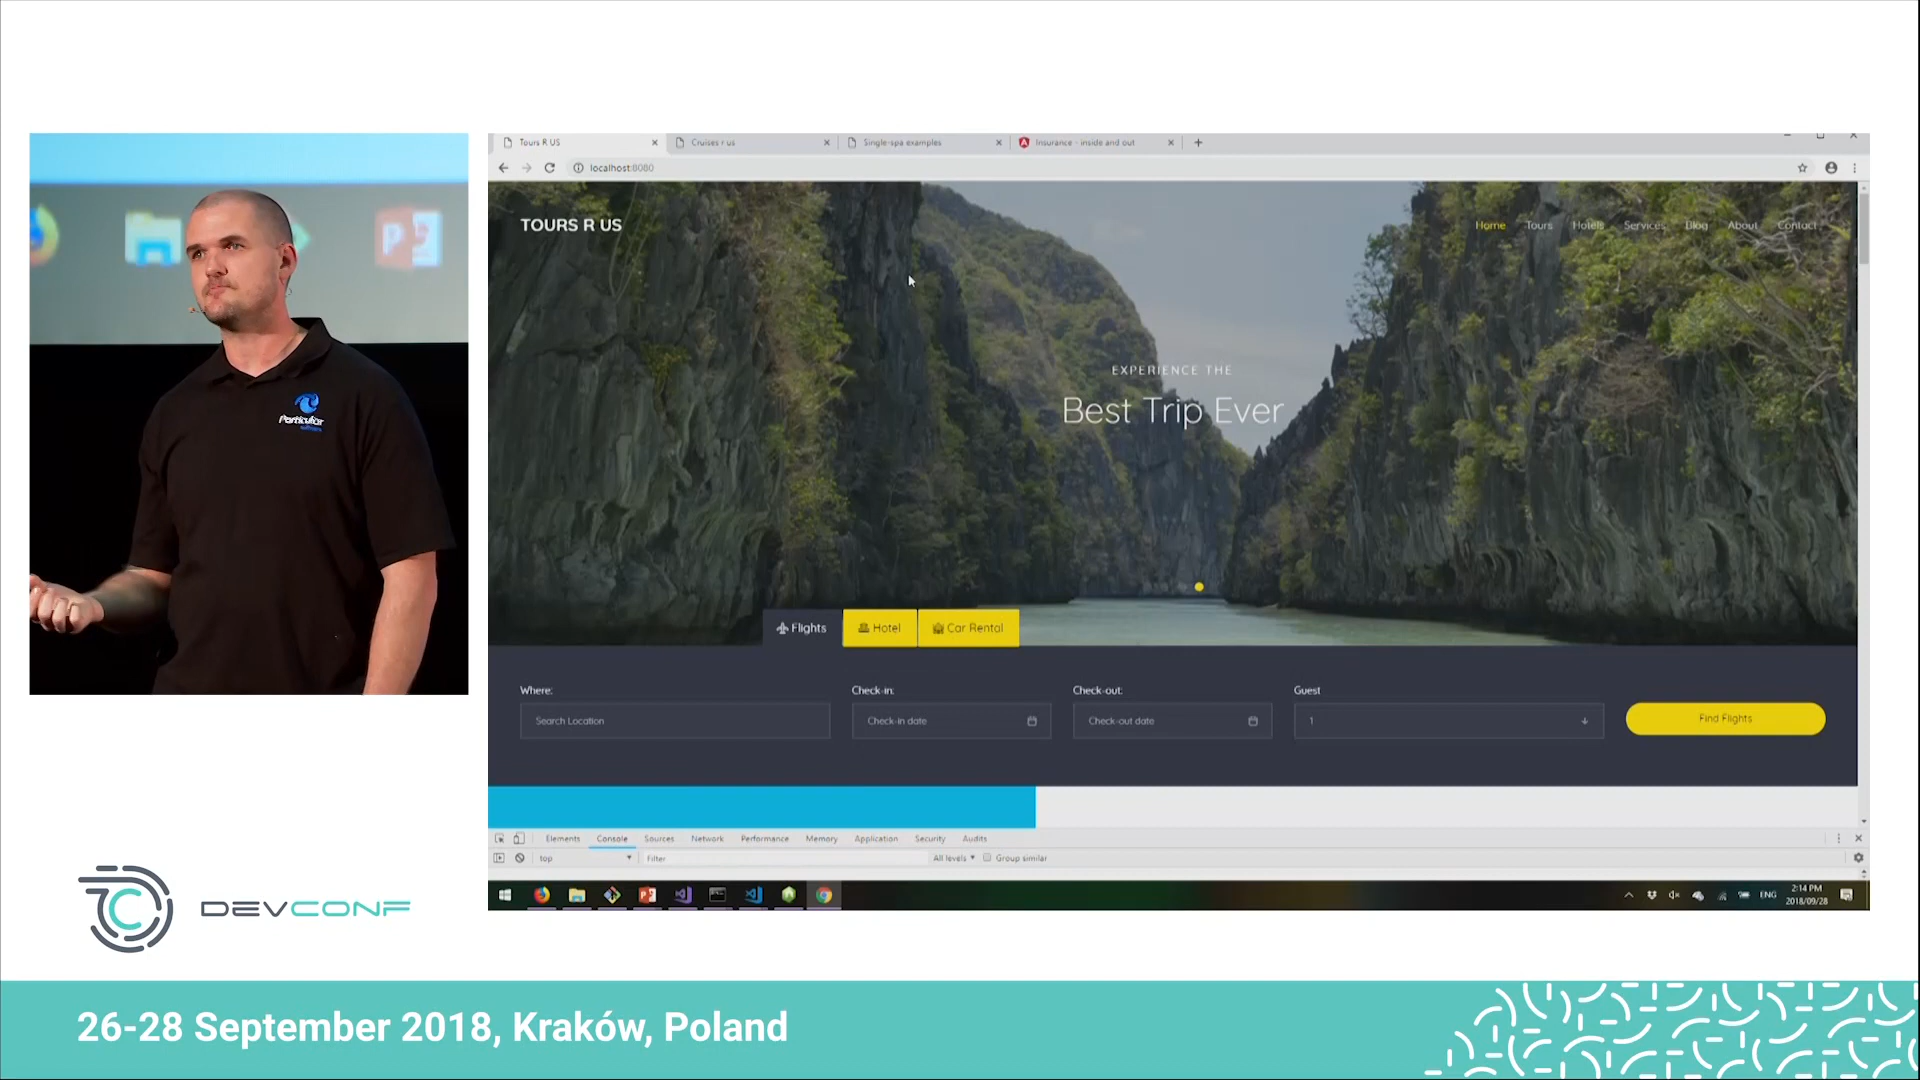 Tours R US
Cruises r us
Single-spa examples
Insurance - inside and out
localhost:8080
TOURS R US
Home Tours Hotels Services Blog About Contact
EXPERIENCE THE
Best Trip Ever
Flights Hotel Car Rental
Where: Check-in: Check-out: Guest
Search Location Check-in date Check-out date 1 Find Flights
Elements Console Sources Network Performance Memory Application Security Audits
top Filter All levels Group similar
ENG 2:14 PM
2018/09/28
Particular
DEVCONF
26-28 September 2018, Kraków, Poland